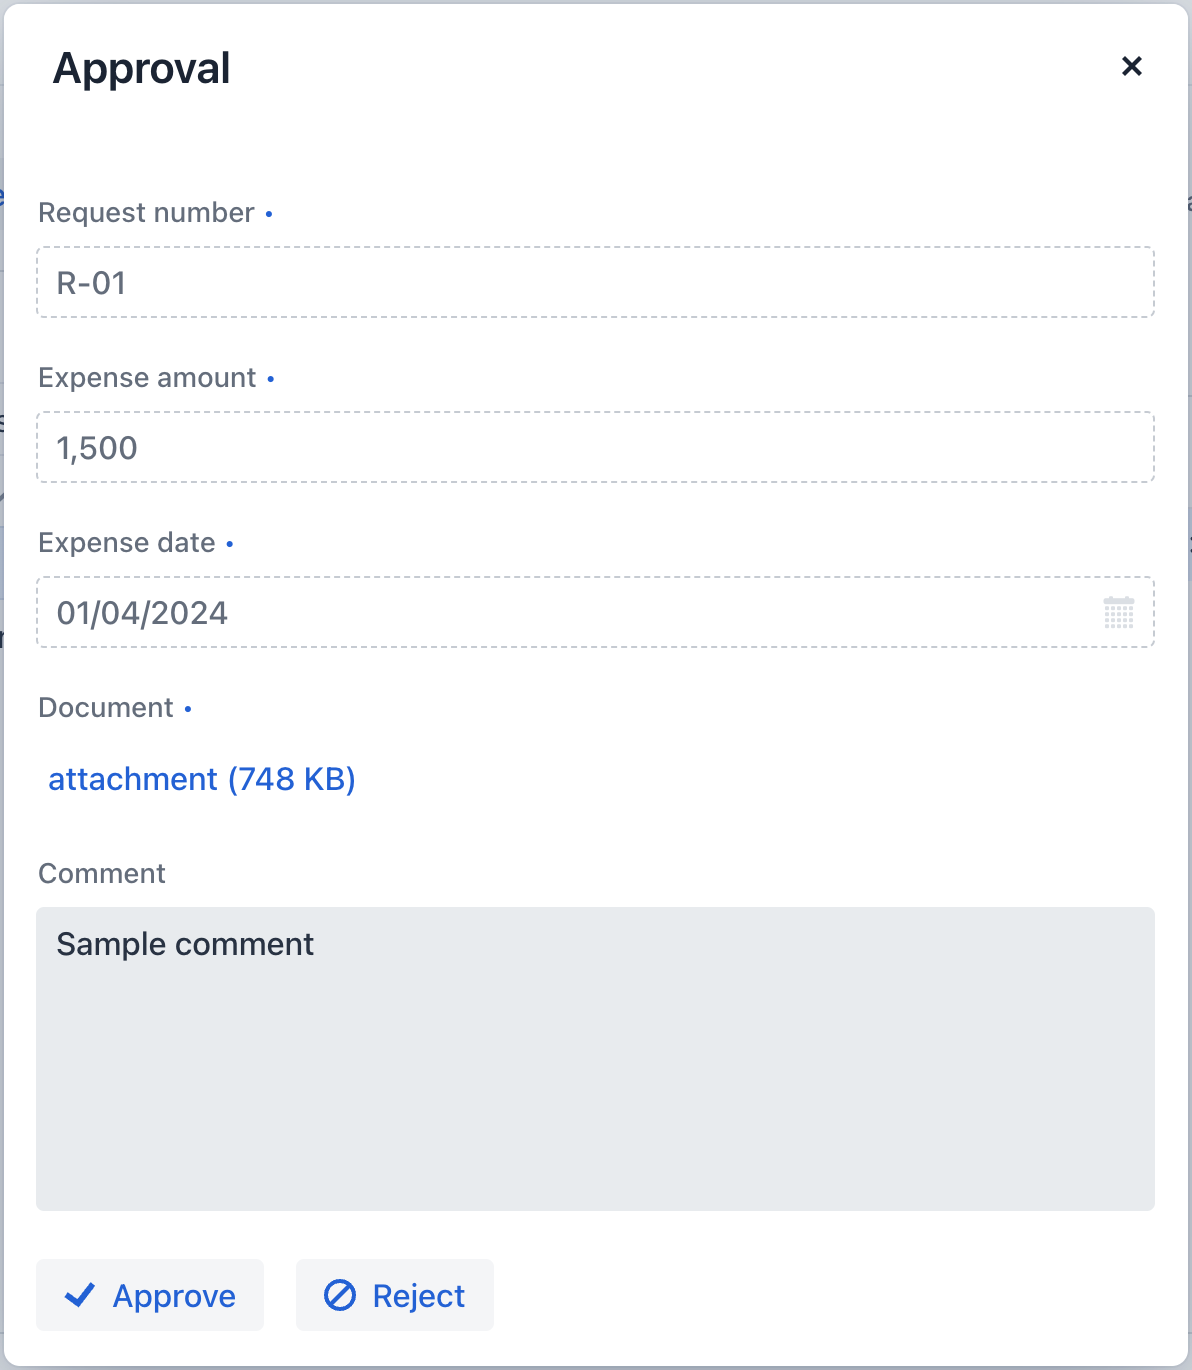 Approval
Request number •
R-01
Expense amount •
1,500
Expense date •
01/04/2024
Document •
attachment (748 KB)
Comment
Sample comment
Approve
Reject